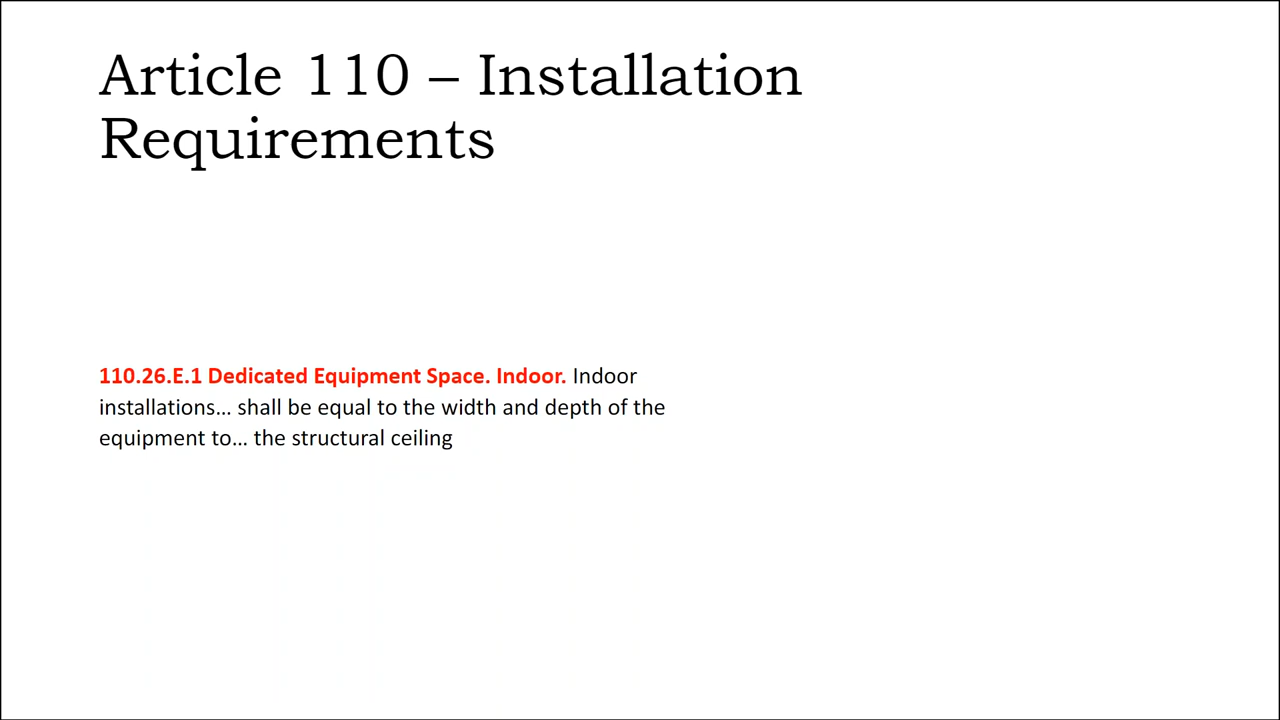 Article 110 – Installation
Requirements
110.26.E.1 Dedicated Equipment Space. Indoor. Indoor
installations… shall be equal to the width and depth of the
equipment to… the structural ceiling